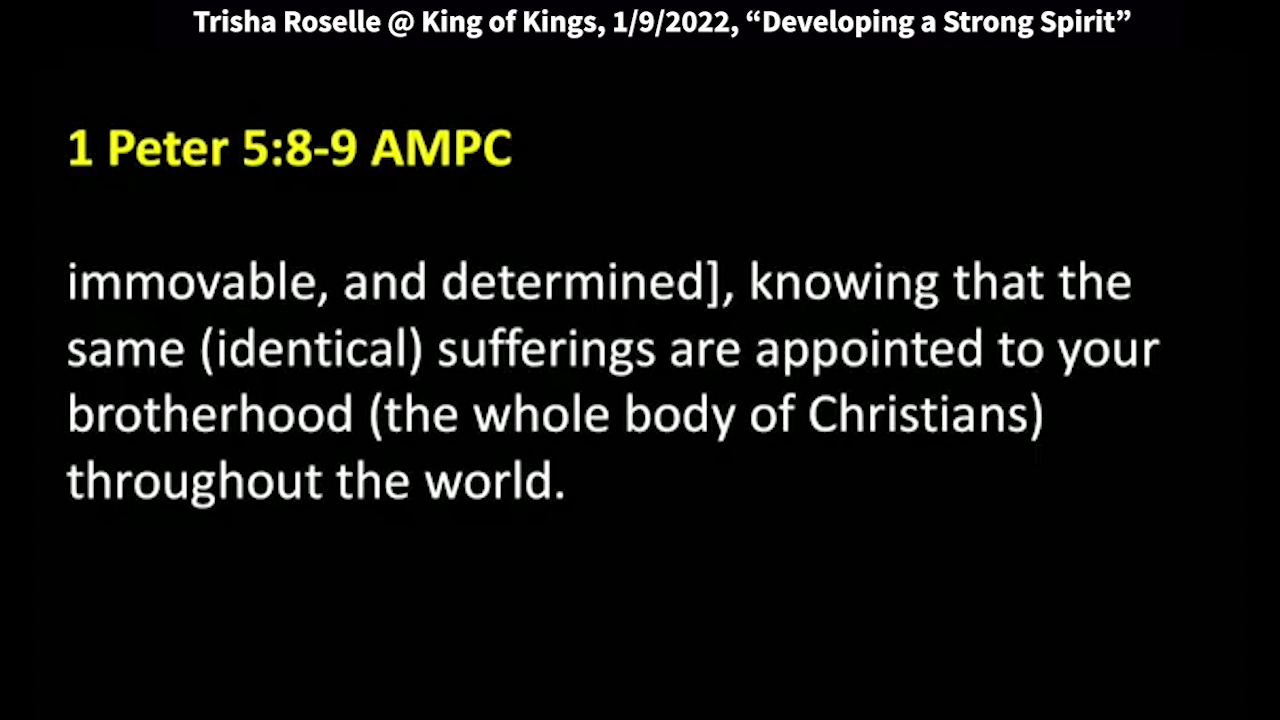 Trisha Roselle @ King of Kings, 1/9/2022, “Developing a Strong Spirit”
1 Peter 5:8-9 AMPC
immovable, and determined], knowing that the
same (identical) sufferings are appointed to your
brotherhood (the whole body of Christians)
throughout the world.